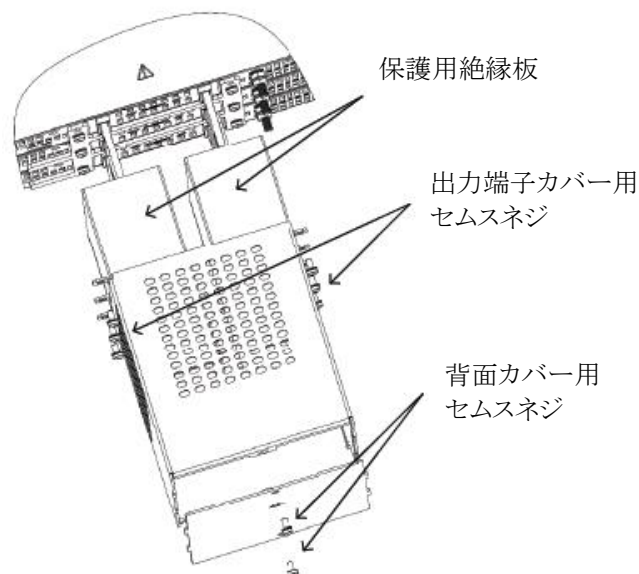 保護用絶縁板
出力端子カバー用
セムスネジ
背面カバー用
セムスネジ